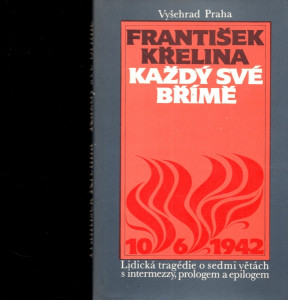 Vyšehrad Praha
FRANTIŠEK
KŘELINA
KAŽDÝ SVÉ
BŘÍMĚ
10 6 1942
Lidická tragédie o sedmi větách
s intermezzy, prologem a epilogem